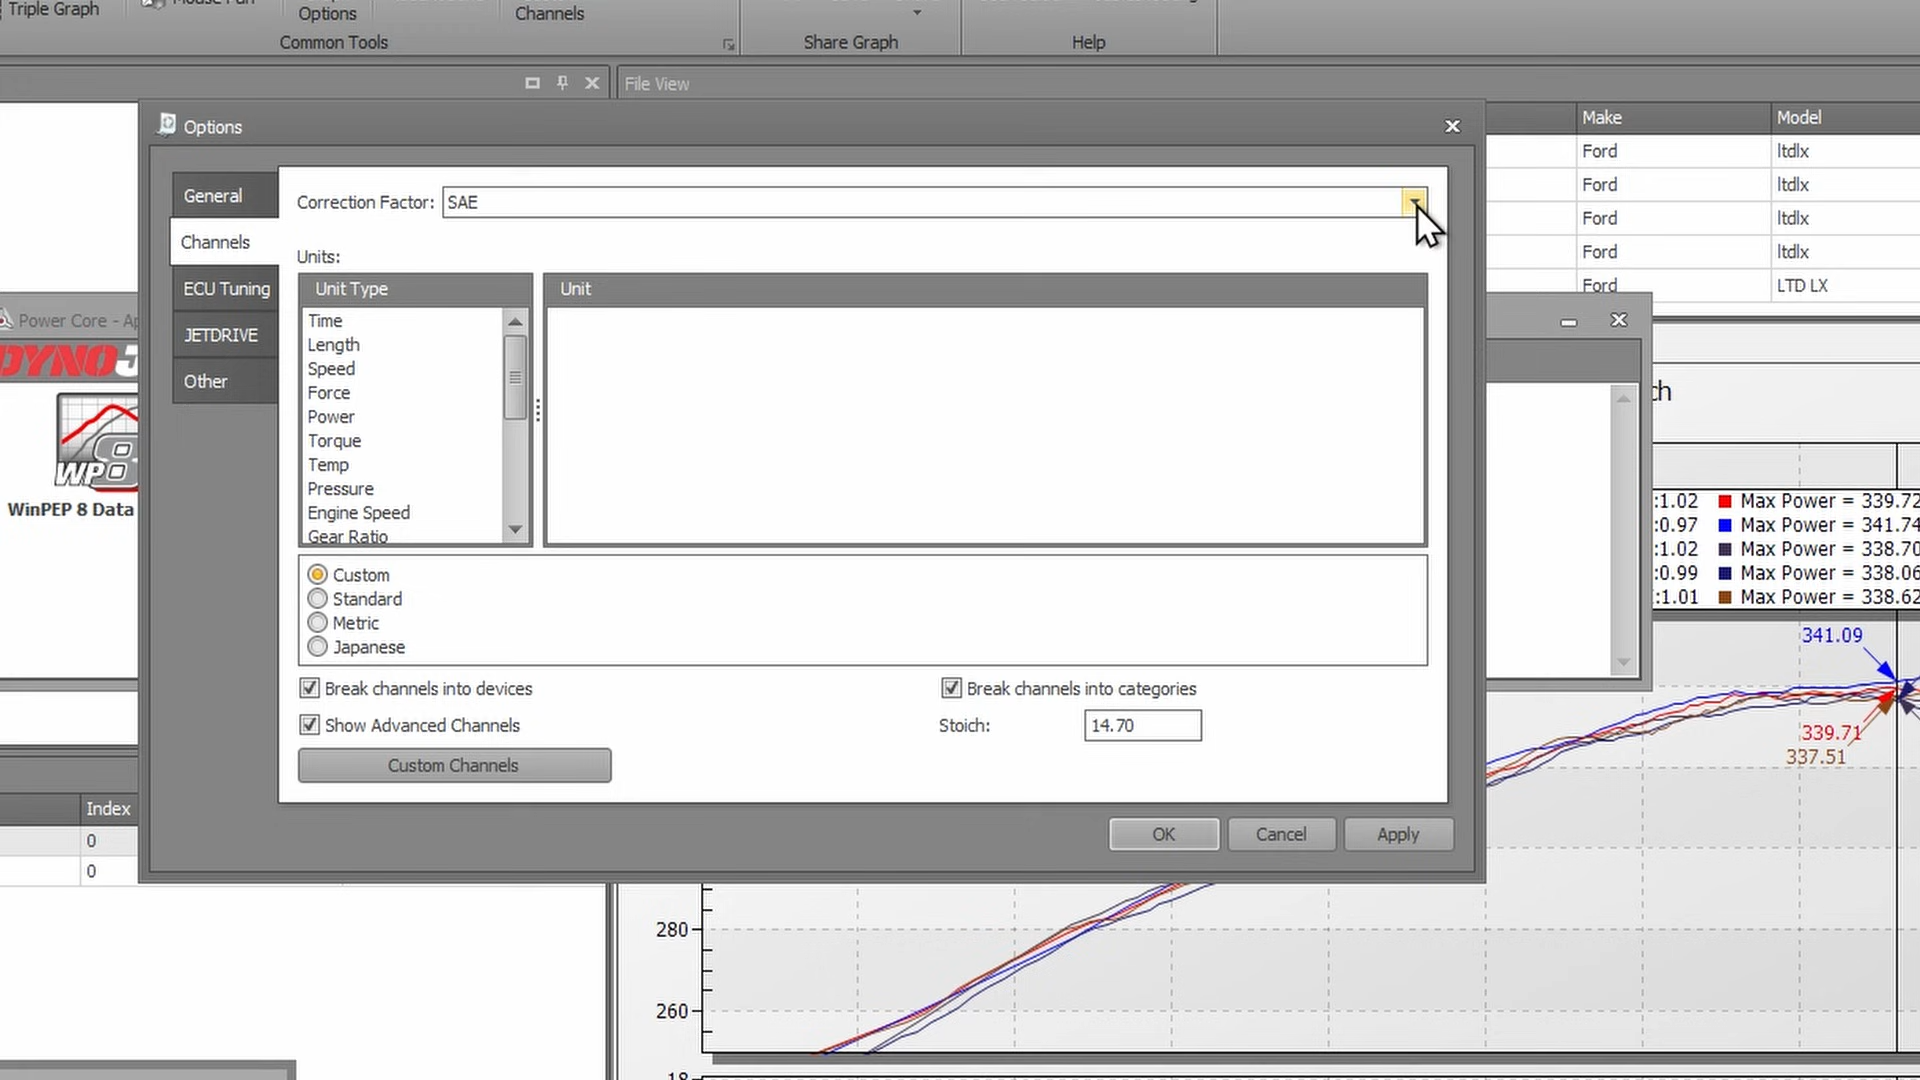 Triple Graph
Options
Channels
Common Tools
Share Graph
Help
File View
Options
Make
Model
Ford
ltdlx
Ford
ltdlx
Ford
ltdlx
Ford
ltdlx
Ford
LTD LX
General
Channels
ECU Tuning
JETDRIVE
Other
Correction Factor:
SAE
Units:
Unit Type
Unit
Time
Length
Speed
Force
Power
Torque
Temp
Pressure
Engine Speed
Gear Ratio
Custom
Standard
Metric
Japanese
Break channels into devices
Break channels into categories
Show Advanced Channels
Stoich:
14.70
Custom Channels
OK
Cancel
Apply
Power Core - Ap
DYNOJ
WP8
WinPEP 8 Data
Index
0
0
ch
:1.02 Max Power = 339.72
:0.97 Max Power = 341.74
:1.02 Max Power = 338.70
:0.99 Max Power = 338.06
:1.01 Max Power = 338.62
341.09
339.71
337.51
280
260
18